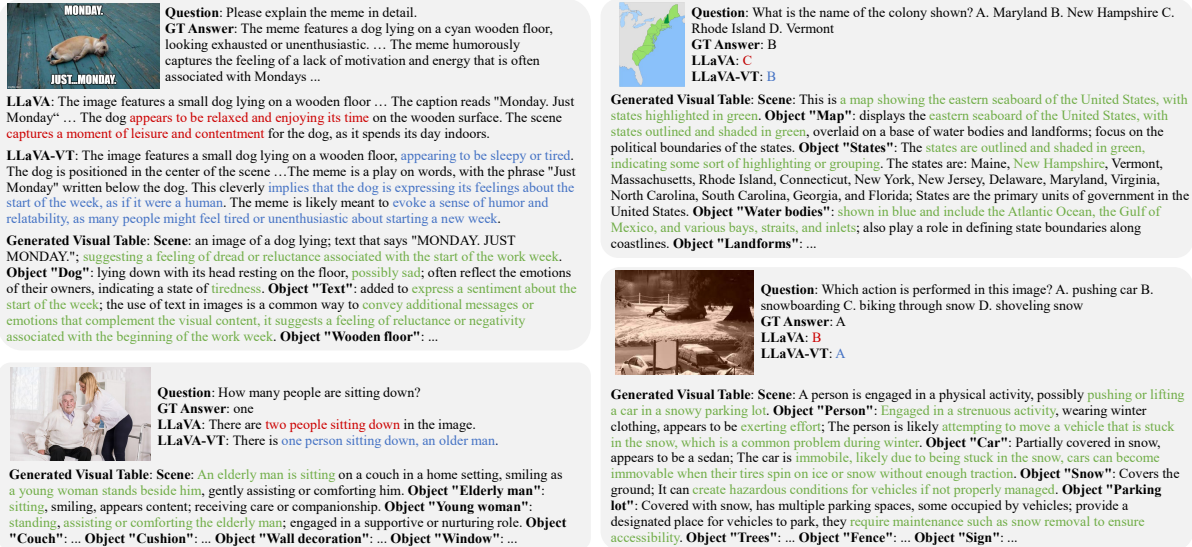 MONDAY.
JUST...MONDAY.
Question: Please explain the meme in detail.
GT Answer: The meme features a dog lying on a cyan wooden floor,
looking exhausted or unenthusiastic. … The meme humorously
captures the feeling of a lack of motivation and energy that is often
associated with Mondays ...
LLaVA: The image features a small dog lying on a wooden floor … The caption reads "Monday. Just
Monday“ … The dog appears to be relaxed and enjoying its time on the wooden surface. The scene
captures a moment of leisure and contentment for the dog, as it spends its day indoors.
LLaVA-VT: The image features a small dog lying on a wooden floor, appearing to be sleepy or tired.
The dog is positioned in the center of the scene …The meme is a play on words, with the phrase "Just
Monday" written below the dog. This cleverly implies that the dog is expressing its feelings about the
start of the week, as if it were a human. The meme is likely meant to evoke a sense of humor and
relatability, as many people might feel tired or unenthusiastic about starting a new week.
Generated Visual Table: Scene: an image of a dog lying; text that says "MONDAY. JUST
MONDAY."; suggesting a feeling of dread or reluctance associated with the start of the work week.
Object "Dog": lying down with its head resting on the floor, possibly sad; often reflect the emotions
of their owners, indicating a state of tiredness. Object "Text": added to express a sentiment about the
start of the week; the use of text in images is a common way to convey additional messages or
emotions that complement the visual content, it suggests a feeling of reluctance or negativity
associated with the beginning of the work week. Object "Wooden floor": ...
Question: How many people are sitting down?
GT Answer: one
LLaVA: There are two people sitting down in the image.
LLaVA-VT: There is one person sitting down, an older man.
Generated Visual Table: Scene: An elderly man is sitting on a couch in a home setting, smiling as
a young woman stands beside him, gently assisting or comforting him. Object "Elderly man":
sitting, smiling, appears content; receiving care or companionship. Object "Young woman":
standing, assisting or comforting the elderly man; engaged in a supportive or nurturing role. Object
"Couch": ... Object "Cushion": ... Object "Wall decoration": ... Object "Window": ...
Question: What is the name of the colony shown? A. Maryland B. New Hampshire C.
Rhode Island D. Vermont
GT Answer: B
LLaVA: C
LLaVA-VT: B
Generated Visual Table: Scene: This is a map showing the eastern seaboard of the United States, with
states highlighted in green. Object "Map": displays the eastern seaboard of the United States, with
states outlined and shaded in green, overlaid on a base of water bodies and landforms; focus on the
political boundaries of the states. Object "States": The states are outlined and shaded in green,
indicating some sort of highlighting or grouping. The states are: Maine, New Hampshire, Vermont,
Massachusetts, Rhode Island, Connecticut, New York, New Jersey, Delaware, Maryland, Virginia,
North Carolina, South Carolina, Georgia, and Florida; States are the primary units of government in the
United States. Object "Water bodies": shown in blue and include the Atlantic Ocean, the Gulf of
Mexico, and various bays, straits, and inlets; also play a role in defining state boundaries along
coastlines. Object "Landforms": ...
Question: Which action is performed in this image? A. pushing car B.
snowboarding C. biking through snow D. shoveling snow
GT Answer: A
LLaVA: B
LLaVA-VT: A
Generated Visual Table: Scene: A person is engaged in a physical activity, possibly pushing or lifting
a car in a snowy parking lot. Object "Person": Engaged in a strenuous activity, wearing winter
clothing, appears to be exerting effort; The person is likely attempting to move a vehicle that is stuck
in the snow, which is a common problem during winter. Object "Car": Partially covered in snow,
appears to be a sedan; The car is immobile, likely due to being stuck in the snow, cars can become
immovable when their tires spin on ice or snow without enough traction. Object "Snow": Covers the
ground; It can create hazardous conditions for vehicles if not properly managed. Object "Parking
lot": Covered with snow, has multiple parking spaces, some occupied by vehicles; provide a
designated place for vehicles to park, they require maintenance such as snow removal to ensure
accessibility. Object "Trees": ... Object "Fence": ... Object "Sign": ...